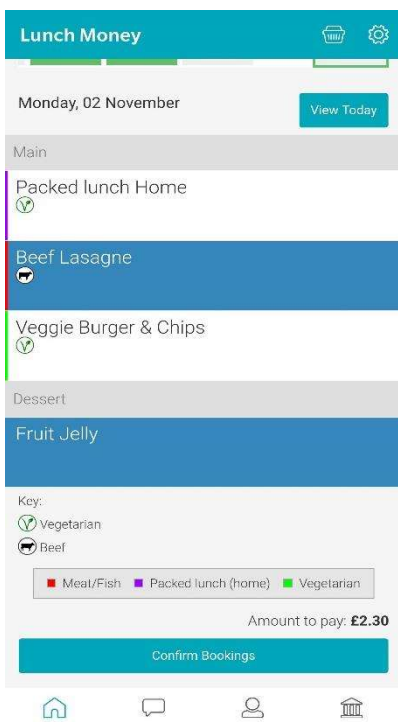 Lunch Money
Monday, 02 November
View Today
Main
Packed lunch Home
Beef Lasagne
Veggie Burger & Chips
Dessert
Fruit Jelly
Key:
Vegetarian
Beef
Meat/Fish Packed lunch (home) Vegetarian
Amount to pay: £2.30
Confirm Bookings